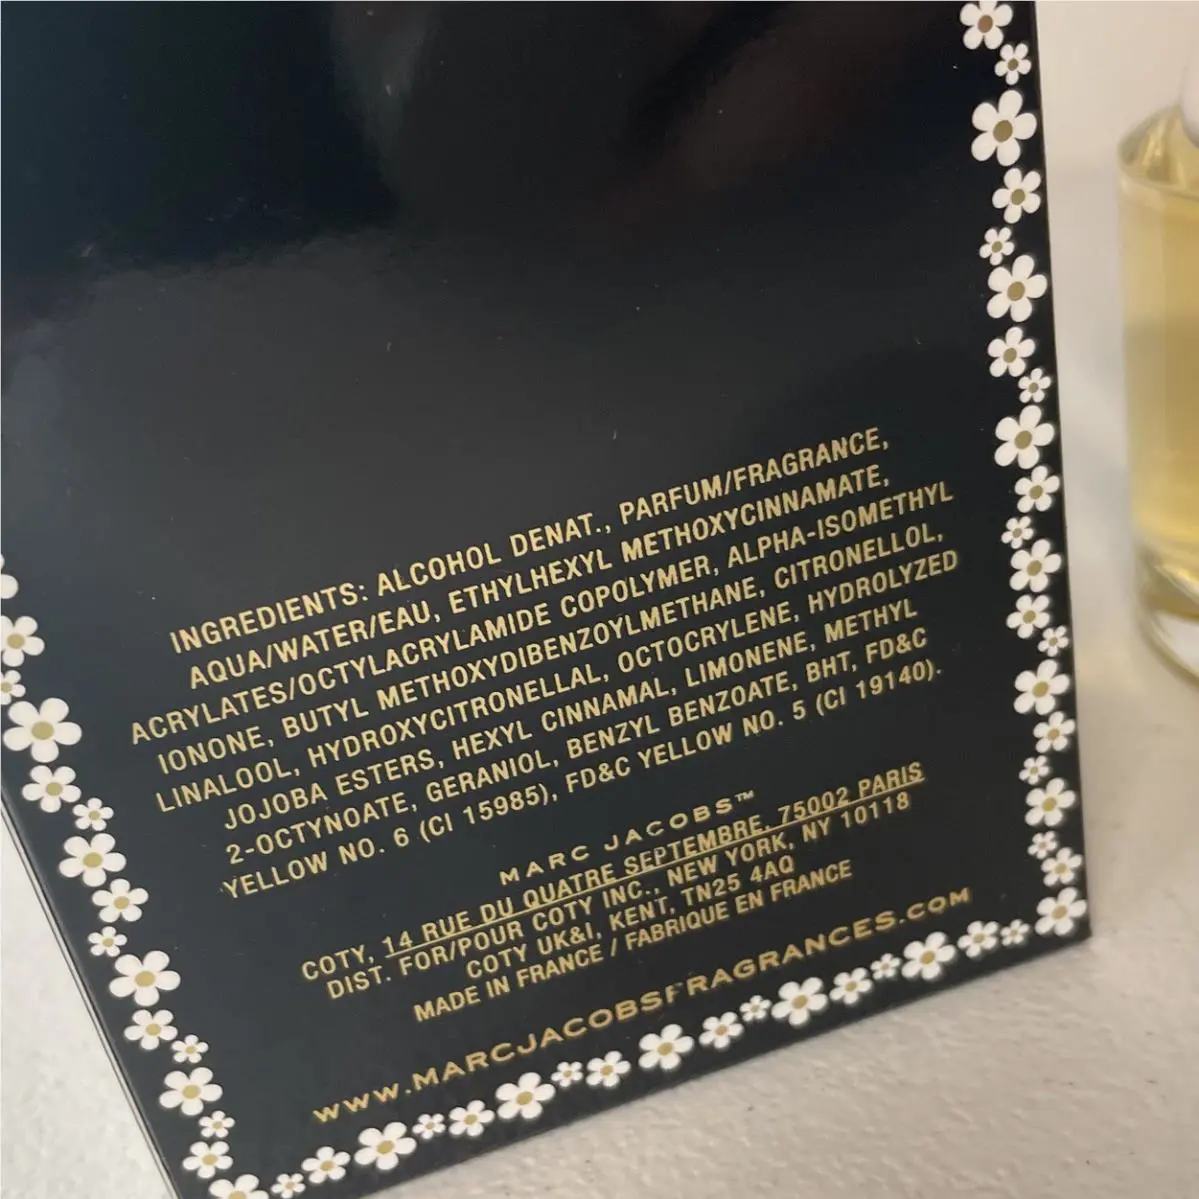 INGREDIENTS: ALCOHOL DENAT., PARFUM/FRAGRANCE,
AQUA/WATER/EAU, ETHYLHEXYL METHOXYCINNAMATE,
ACRYLATES/OCTYLACRYLAMIDE COPOLYMER, ALPHA-ISOMETHYL
IONONE, BUTYL METHOXYDIBENZOYLMETHANE, CITRONELLOL,
LINALOOL, HYDROXYCITRONELLAL, OCTOCRYLENE, HYDROLYZED
JOJOBA ESTERS, HEXYL CINNAMAL, LIMONENE, METHYL
2-OCTYNOATE, GERANIOL, BENZYL BENZOATE, BHT, FD&C
YELLOW NO. 6 (CI 15985), FD&C YELLOW NO. 5 (CI 19140).
MARC JACOBS™
COTY, 14 RUE DU QUATRE SEPTEMBRE, 75002 PARIS
DIST. FOR/POUR COTY INC., NEW YORK, NY 10118
COTY UK&I, KENT, TN25 4AQ
MADE IN FRANCE / FABRIQUE EN FRANCE
WWW.MARCJACOBSFRAGRANCES.COM